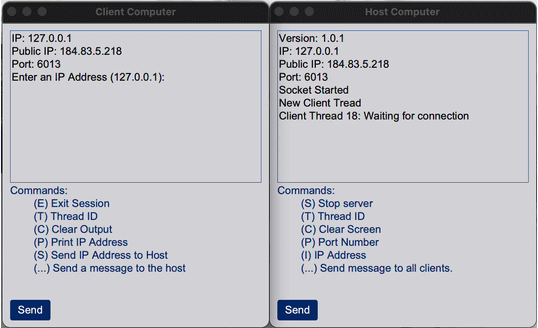 Client Computer
IP: 127.0.0.1
Public IP: 184.83.5.218
Port: 6013
Enter an IP Address (127.0.0.1):
Commands:
(E) Exit Session
(T) Thread ID
(C) Clear Output
(P) Print IP Address
(S) Send IP Address to Host
(...) Send a message to the host
Send
Host Computer
Version: 1.0.1
IP: 127.0.0.1
Public IP: 184.83.5.218
Port: 6013
Socket Started
New Client Tread
Client Thread 18: Waiting for connection
Commands:
(S) Stop server
(T) Thread ID
(C) Clear Screen
(P) Port Number
(I) IP Address
(...) Send message to all clients.
Send